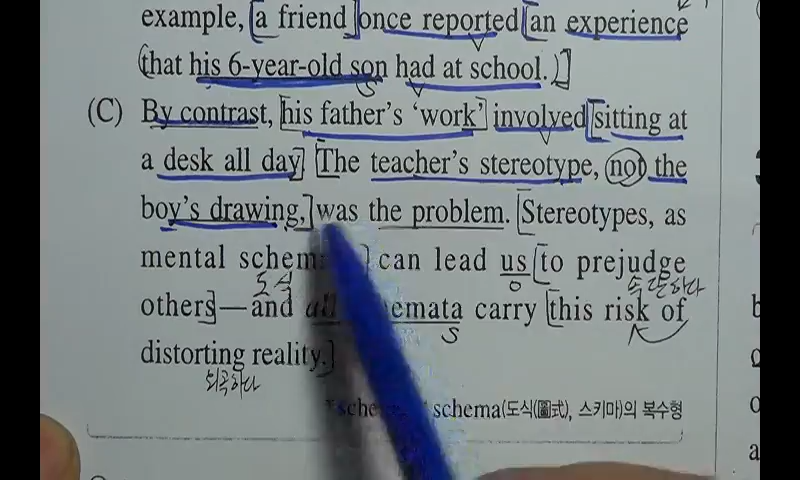 example, a friend once reported an experience
that his 6-year-old son had at school.
S
(C) By contrast, his father's 'work' involved sitting at
a desk all day. The teacher's stereotype, not the
boy's drawing, was the problem. Stereotypes, as
mental can lead us to prejudge
도식 O 속단하다
others—and all carry this risk of
S
distorting reality.
왜곡하다
schema(도식(圖式), 스키마)의 복수형